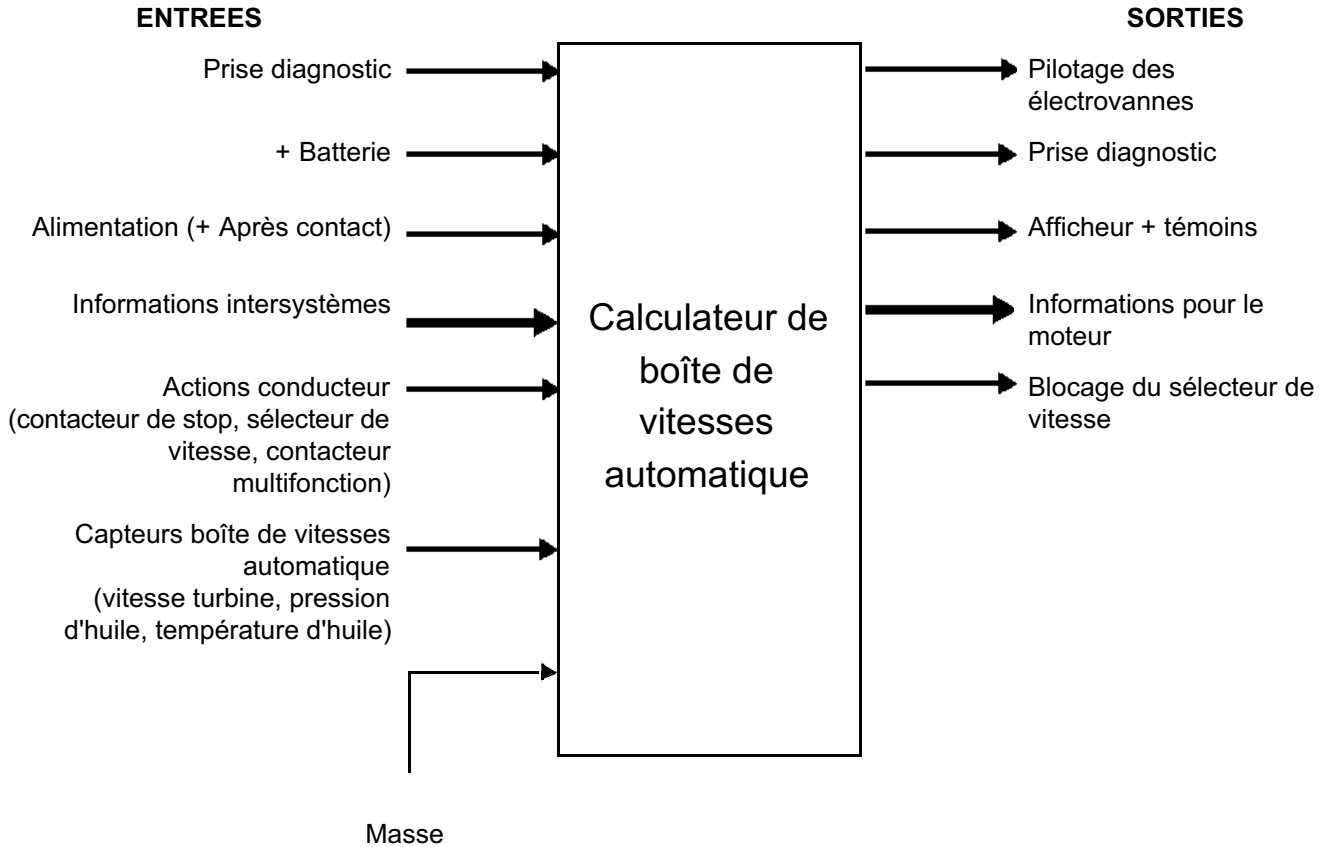 ENTREES
SORTIES
Prise diagnostic
+ Batterie
Alimentation (+ Après contact)
Informations intersystèmes
Actions conducteur
(contacteur de stop, sélecteur de
vitesse, contacteur
multifonction)
Capteurs boîte de vitesses
automatique
(vitesse turbine, pression
d'huile, température d'huile)
Masse
Calculateur de
boîte de
vitesses
automatique
Pilotage des
électrovannes
Prise diagnostic
Afficheur + témoins
Informations pour le
moteur
Blocage du sélecteur de
vitesse